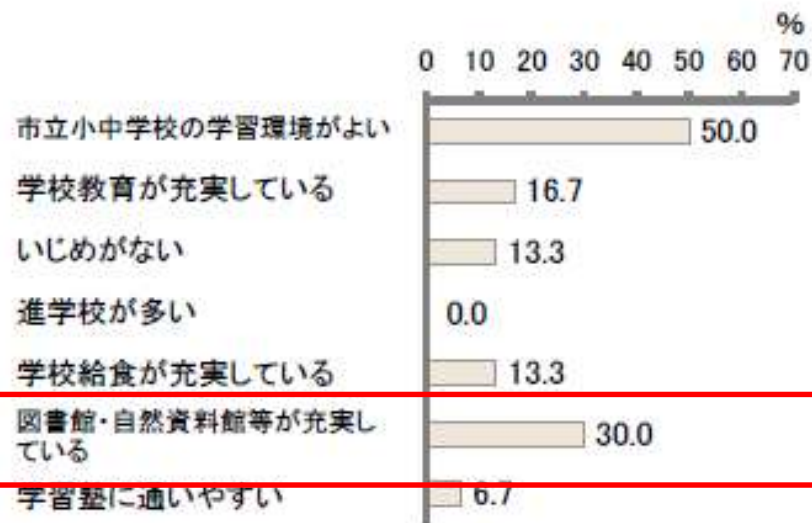 %
0 10 20 30 40 50 60 70
市立小中学校の学習環境がよい 50.0
学校教育が充実している 16.7
いじめがない 13.3
進学校が多い 0.0
学校給食が充実している 13.3
図書館・自然資料館等が充実し
ている 30.0
学習塾に通いやすい 6.7